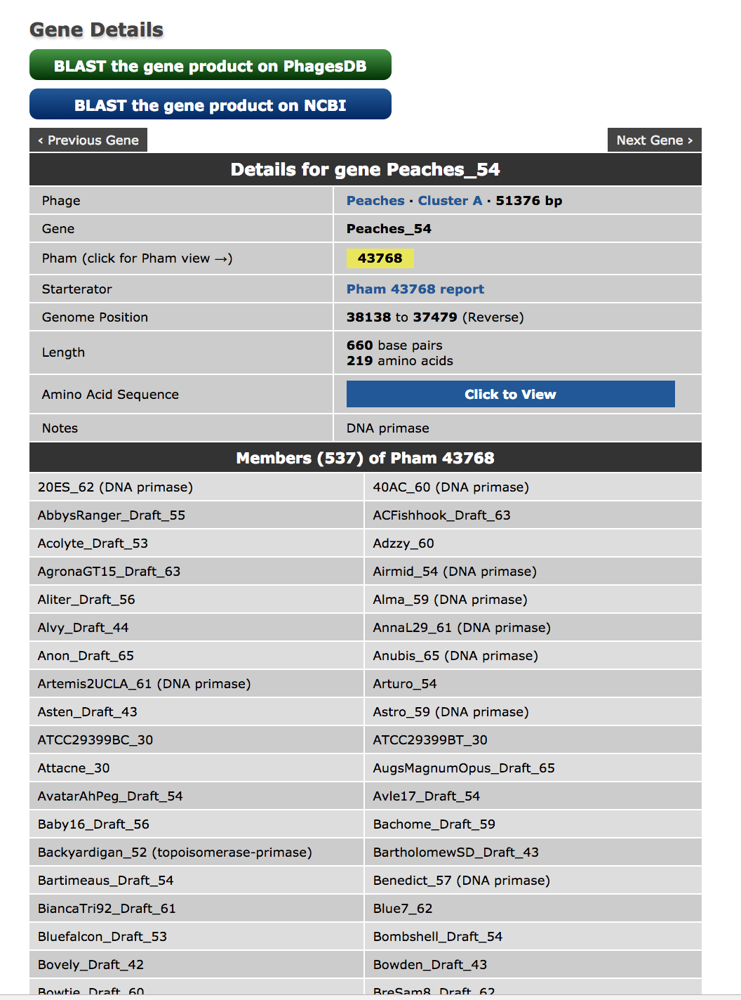 Gene Details
BLAST the gene product on PhagesDB
BLAST the gene product on NCBI
‹ Previous Gene Next Gene ›
Details for gene Peaches_54
Phage Peaches · Cluster A · 51376 bp
Gene Peaches_54
Pham (click for Pham view →) 43768
Starterator Pham 43768 report
Genome Position 38138 to 37479 (Reverse)
Length 660 base pairs
219 amino acids
Amino Acid Sequence Click to View
Notes DNA primase
Members (537) of Pham 43768
20ES_62 (DNA primase) 40AC_60 (DNA primase)
AbbysRanger_Draft_55 ACFishhook_Draft_63
Acolyte_Draft_53 Adzzy_60
AgronaGT15_Draft_63 Airmid_54 (DNA primase)
Aliter_Draft_56 Alma_59 (DNA primase)
Alvy_Draft_44 AnnaL29_61 (DNA primase)
Anon_Draft_65 Anubis_65 (DNA primase)
Artemis2UCLA_61 (DNA primase) Arturo_54
Asten_Draft_43 Astro_59 (DNA primase)
ATCC29399BC_30 ATCC29399BT_30
Attacne_30 AugsMagnumOpus_Draft_65
AvatarAhPeg_Draft_54 Avle17_Draft_54
Baby16_Draft_56 Bachome_Draft_59
Backyardigan_52 (topoisomerase-primase) BartholomewSD_Draft_43
Bartimeaus_Draft_54 Benedict_57 (DNA primase)
BiancaTri92_Draft_61 Blue7_62
Bluefalcon_Draft_53 Bombshell_Draft_54
Bovely_Draft_42 Bowden_Draft_43
Bowtie_Draft_60 BreSam8_Draft_62